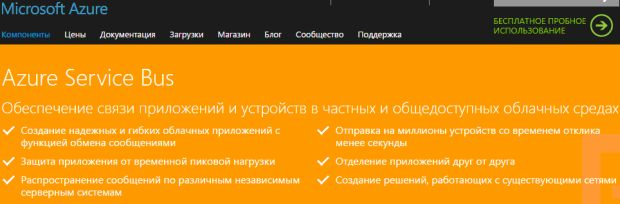 Microsoft Azure
БЕСПЛАТНОЕ ПРОБНОЕ
ИСПОЛЬЗОВАНИЕ
Компоненты Цены Документация Загрузки Магазин Блог Сообщество Поддержка
Azure Service Bus
Обеспечение связи приложений и устройств в частных и общедоступных облачных средах
Создание надежных и гибких облачных приложений с
функцией обмена сообщениями
Защита приложения от временной пиковой нагрузки
Распространение сообщений по различным независимым
серверным системам
Отправка на миллионы устройств со временем отклика
менее секунды
Отделение приложений друг от друга
Создание решений, работающих с существующими сетями